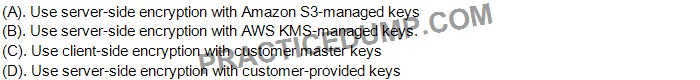 (A). Use server-side encryption with Amazon S3-managed keys
(B). Use server-side encryption with AWS KMS-managed keys.
(C). Use client-side encryption with customer master keys
(D). Use server-side encryption with customer-provided keys
PRACTICEDUMP.COM